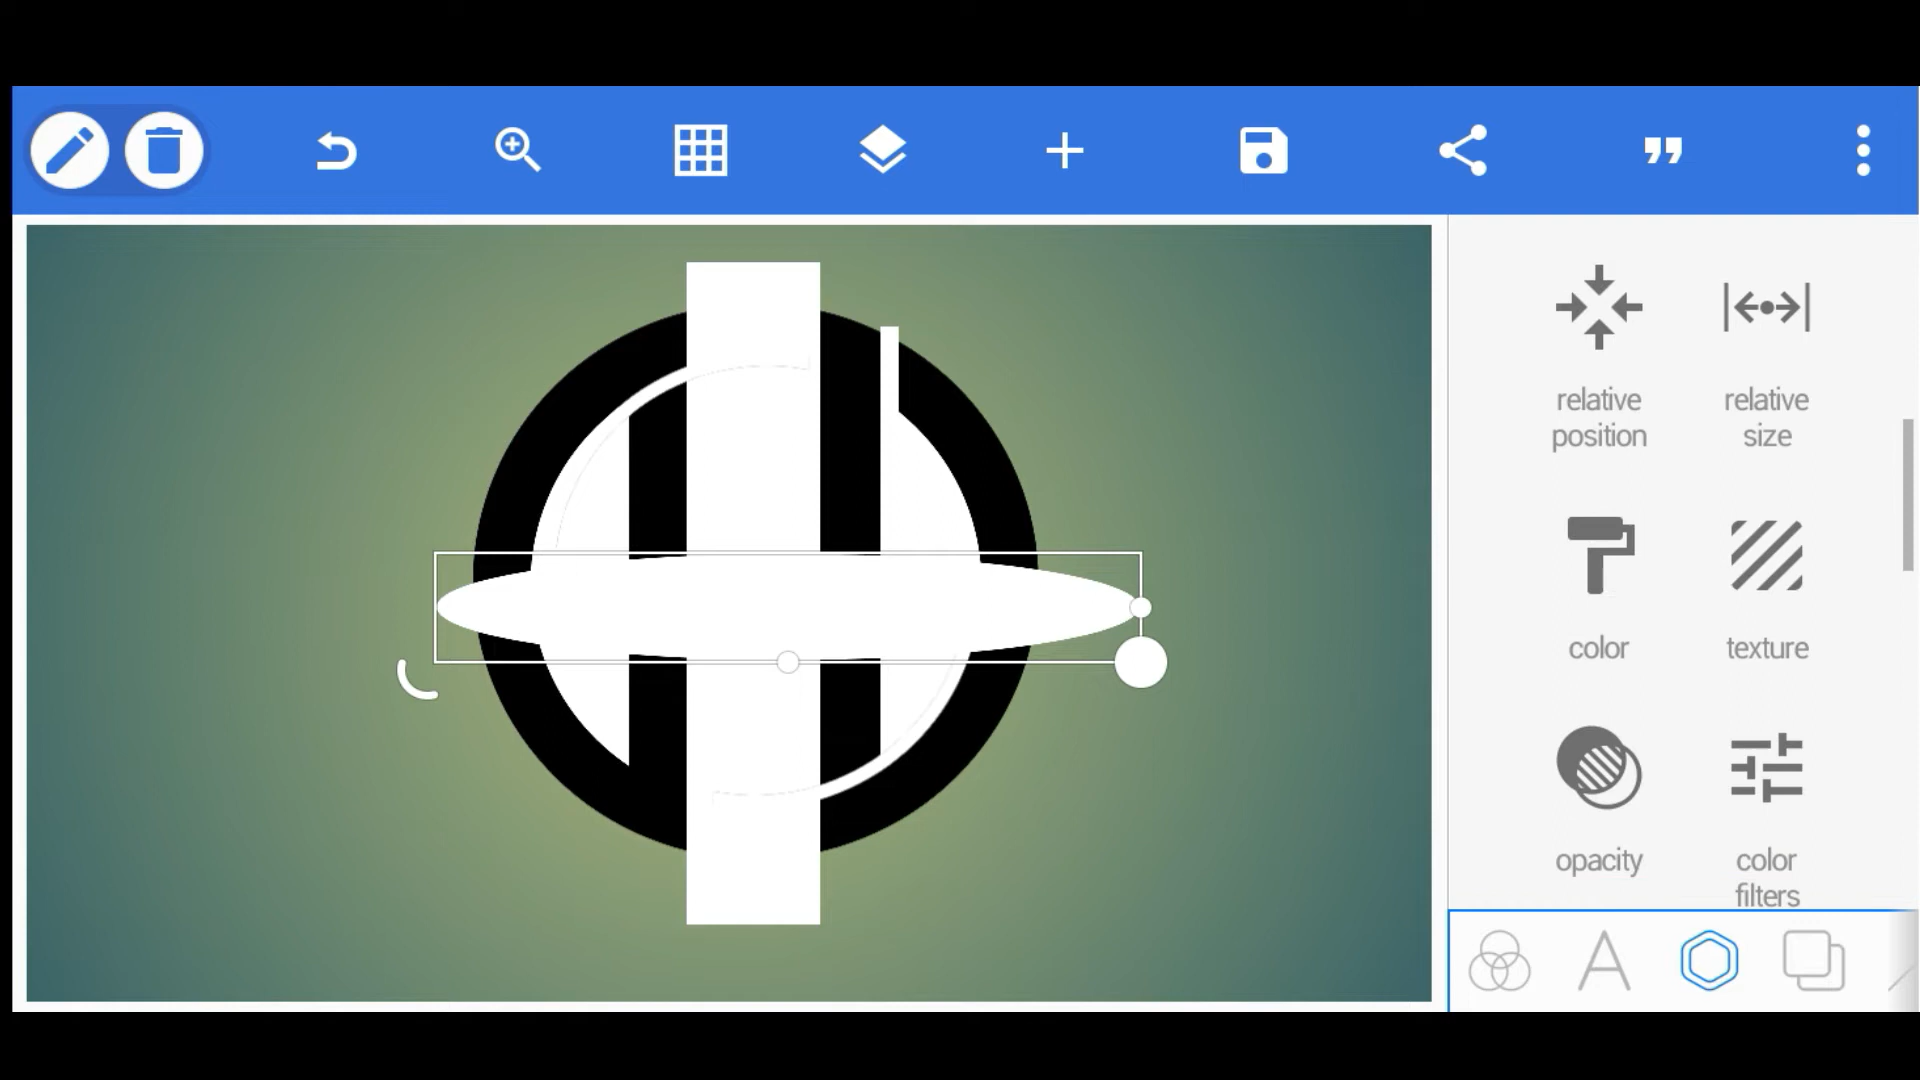 relative
position
relative
size
color
texture
opacity
color
filters